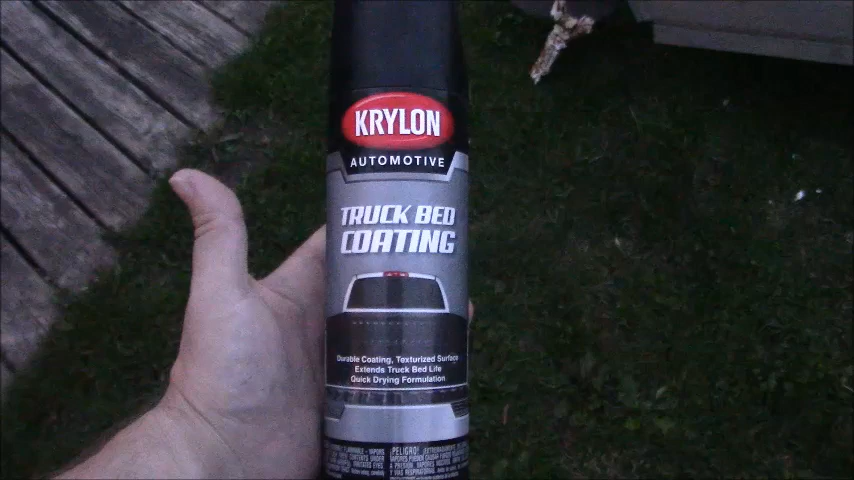 KRYLON
AUTOMOTIVE
TRUCK BED
COATING
Durable Coating, Texturized Surface
Extends Truck Bed Life
Quick Drying Formulation
¡PELIGRO!